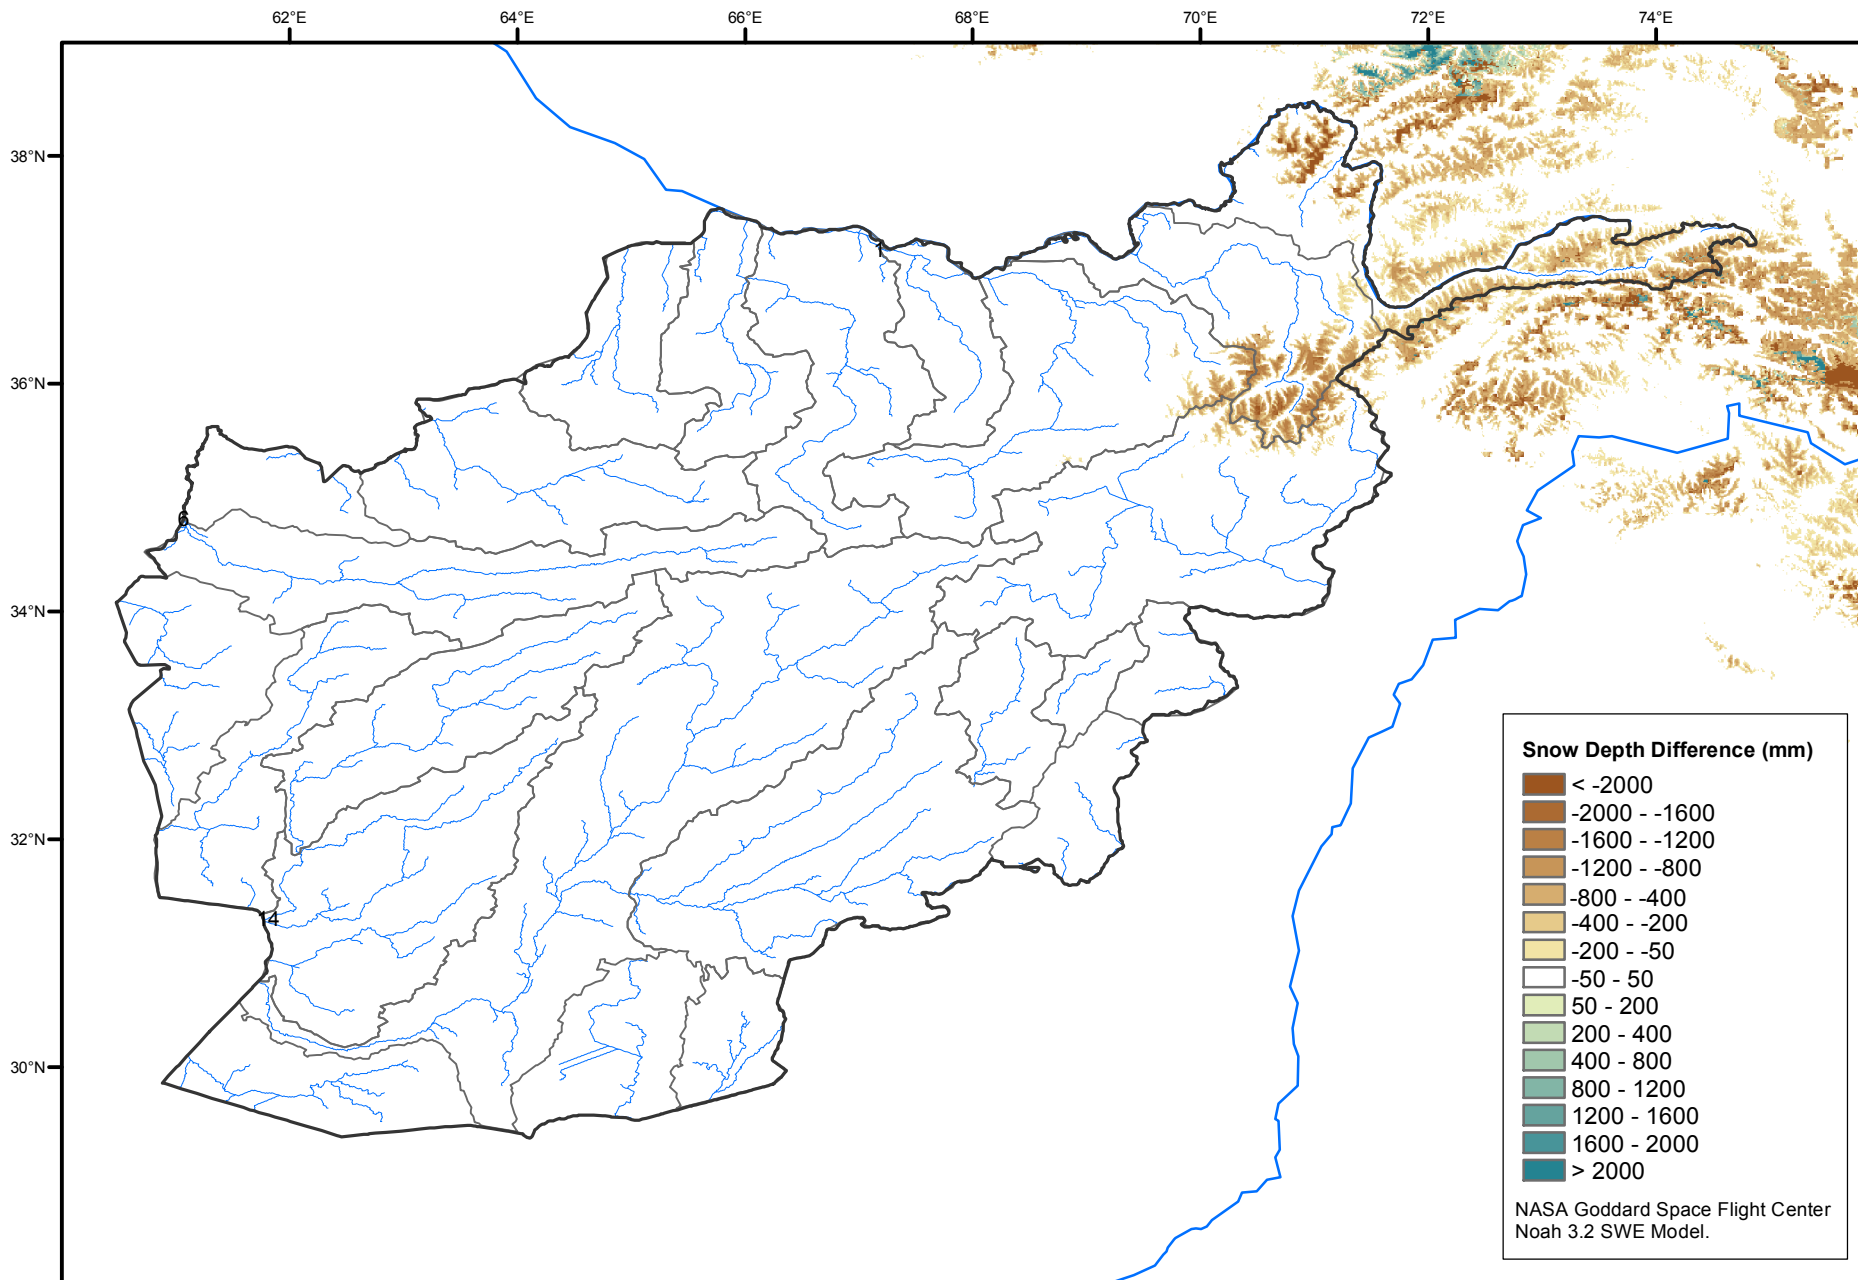 62°E 64°E 66°E 68°E 70°E 72°E 74°E
38°N
1
36°N
6
34°N
32°N
14
30°N
Snow Depth Difference (mm)
< -2000
-2000 - -1600
-1600 - -1200
-1200 - -800
-800 - -400
-400 - -200
-200 - -50
-50 - 50
50 - 200
200 - 400
400 - 800
800 - 1200
1200 - 1600
1600 - 2000
> 2000
NASA Goddard Space Flight Center
Noah 3.2 SWE Model.